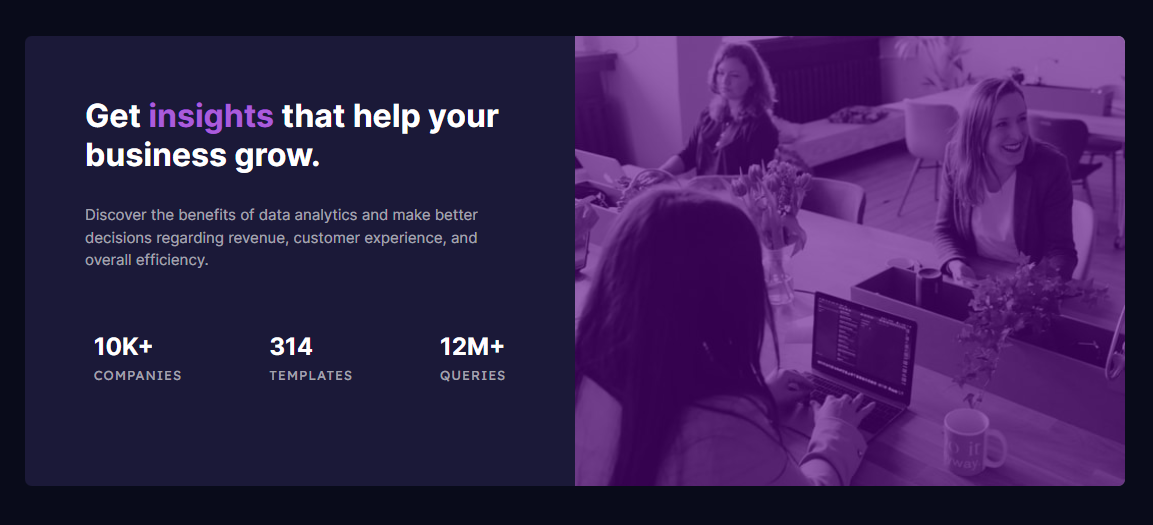 Get insights that help your
business grow.
Discover the benefits of data analytics and make better
decisions regarding revenue, customer experience, and
overall efficiency.
10K+ 314 12M+
COMPANIES TEMPLATES QUERIES